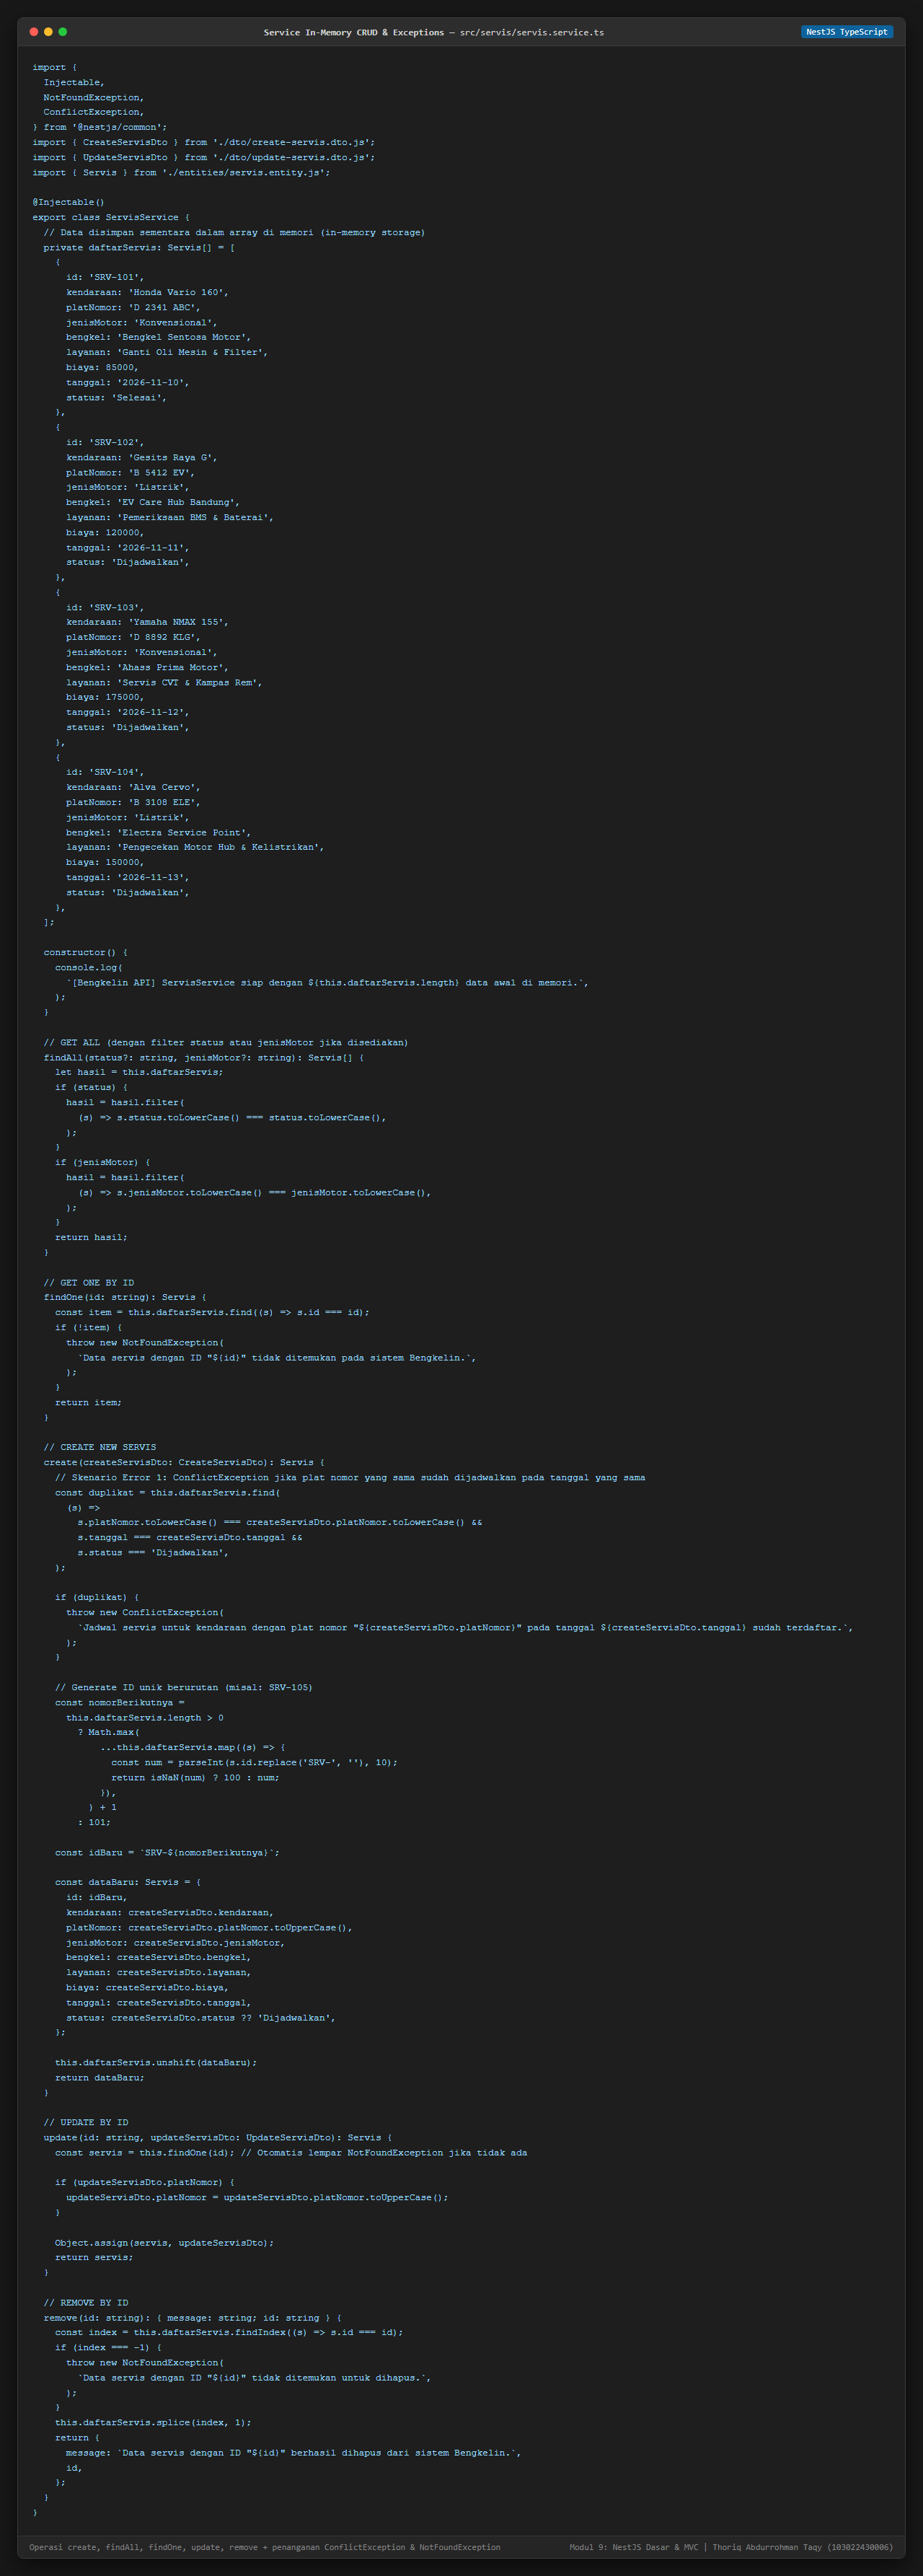 Service In-Memory CRUD & Exceptions — src/servis/servis.service.ts
NestJS TypeScript
import {
  Injectable,
  NotFoundException,
  ConflictException,
} from '@nestjs/common';
import { CreateServisDto } from './dto/create-servis.dto.js';
import { UpdateServisDto } from './dto/update-servis.dto.js';
import { Servis } from './entities/servis.entity.js';

@Injectable()
export class ServisService {
  // Data disimpan sementara dalam array di memori (in-memory storage)
  private daftarServis: Servis[] = [
    {
      id: 'SRV-101',
      kendaraan: 'Honda Vario 160',
      platNomor: 'D 2341 ABC',
      jenisMotor: 'Konvensional',
      bengkel: 'Bengkel Sentosa Motor',
      layanan: 'Ganti Oli Mesin & Filter',
      biaya: 85000,
      tanggal: '2026-11-10',
      status: 'Selesai',
    },
    {
      id: 'SRV-102',
      kendaraan: 'Gesits Raya G',
      platNomor: 'B 5412 EV',
      jenisMotor: 'Listrik',
      bengkel: 'EV Care Hub Bandung',
      layanan: 'Pemeriksaan BMS & Baterai',
      biaya: 120000,
      tanggal: '2026-11-11',
      status: 'Dijadwalkan',
    },
    {
      id: 'SRV-103',
      kendaraan: 'Yamaha NMAX 155',
      platNomor: 'D 8892 KLG',
      jenisMotor: 'Konvensional',
      bengkel: 'Ahass Prima Motor',
      layanan: 'Servis CVT & Kampas Rem',
      biaya: 175000,
      tanggal: '2026-11-12',
      status: 'Dijadwalkan',
    },
    {
      id: 'SRV-104',
      kendaraan: 'Alva Cervo',
      platNomor: 'B 3108 ELE',
      jenisMotor: 'Listrik',
      bengkel: 'Electra Service Point',
      layanan: 'Pengecekan Motor Hub & Kelistrikan',
      biaya: 150000,
      tanggal: '2026-11-13',
      status: 'Dijadwalkan',
    },
  ];

  constructor() {
    console.log(
      `[Bengkelin API] ServisService siap dengan ${this.daftarServis.length} data awal di memori.`,
    );
  }

  // GET ALL (dengan filter status atau jenisMotor jika disediakan)
  findAll(status?: string, jenisMotor?: string): Servis[] {
    let hasil = this.daftarServis;
    if (status) {
      hasil = hasil.filter(
        (s) => s.status.toLowerCase() === status.toLowerCase(),
      );
    }
    if (jenisMotor) {
      hasil = hasil.filter(
        (s) => s.jenisMotor.toLowerCase() === jenisMotor.toLowerCase(),
      );
    }
    return hasil;
  }

  // GET ONE BY ID
  findOne(id: string): Servis {
    const item = this.daftarServis.find((s) => s.id === id);
    if (!item) {
      throw new NotFoundException(
        `Data servis dengan ID "${id}" tidak ditemukan pada sistem Bengkelin.`,
      );
    }
    return item;
  }

  // CREATE NEW SERVIS
  create(createServisDto: CreateServisDto): Servis {
    // Skenario Error 1: ConflictException jika plat nomor yang sama sudah dijadwalkan pada tanggal yang sama
    const duplikat = this.daftarServis.find(
      (s) =>
        s.platNomor.toLowerCase() === createServisDto.platNomor.toLowerCase() &&
        s.tanggal === createServisDto.tanggal &&
        s.status === 'Dijadwalkan',
    );

    if (duplikat) {
      throw new ConflictException(
        `Jadwal servis untuk kendaraan dengan plat nomor "${createServisDto.platNomor}" pada tanggal ${createServisDto.tanggal} sudah terdaftar.`,
      );
    }

    // Generate ID unik berurutan (misal: SRV-105)
    const nomorBerikutnya =
      this.daftarServis.length > 0
        ? Math.max(
            ...this.daftarServis.map((s) => {
              const num = parseInt(s.id.replace('SRV-', ''), 10);
              return isNaN(num) ? 100 : num;
            }),
          ) + 1
        : 101;

    const idBaru = `SRV-${nomorBerikutnya}`;

    const dataBaru: Servis = {
      id: idBaru,
      kendaraan: createServisDto.kendaraan,
      platNomor: createServisDto.platNomor.toUpperCase(),
      jenisMotor: createServisDto.jenisMotor,
      bengkel: createServisDto.bengkel,
      layanan: createServisDto.layanan,
      biaya: createServisDto.biaya,
      tanggal: createServisDto.tanggal,
      status: createServisDto.status ?? 'Dijadwalkan',
    };

    this.daftarServis.unshift(dataBaru);
    return dataBaru;
  }

  // UPDATE BY ID
  update(id: string, updateServisDto: UpdateServisDto): Servis {
    const servis = this.findOne(id); // Otomatis lempar NotFoundException jika tidak ada

    if (updateServisDto.platNomor) {
      updateServisDto.platNomor = updateServisDto.platNomor.toUpperCase();
    }

    Object.assign(servis, updateServisDto);
    return servis;
  }

  // REMOVE BY ID
  remove(id: string): { message: string; id: string } {
    const index = this.daftarServis.findIndex((s) => s.id === id);
    if (index === -1) {
      throw new NotFoundException(
        `Data servis dengan ID "${id}" tidak ditemukan untuk dihapus.`,
      );
    }
    this.daftarServis.splice(index, 1);
    return {
      message: `Data servis dengan ID "${id}" berhasil dihapus dari sistem Bengkelin.`,
      id,
    };
  }
}
Operasi create, findAll, findOne, update, remove + penanganan ConflictException & NotFoundException
Modul 9: NestJS Dasar & MVC | Thoriq Abdurrohman Taqy (103022430006)